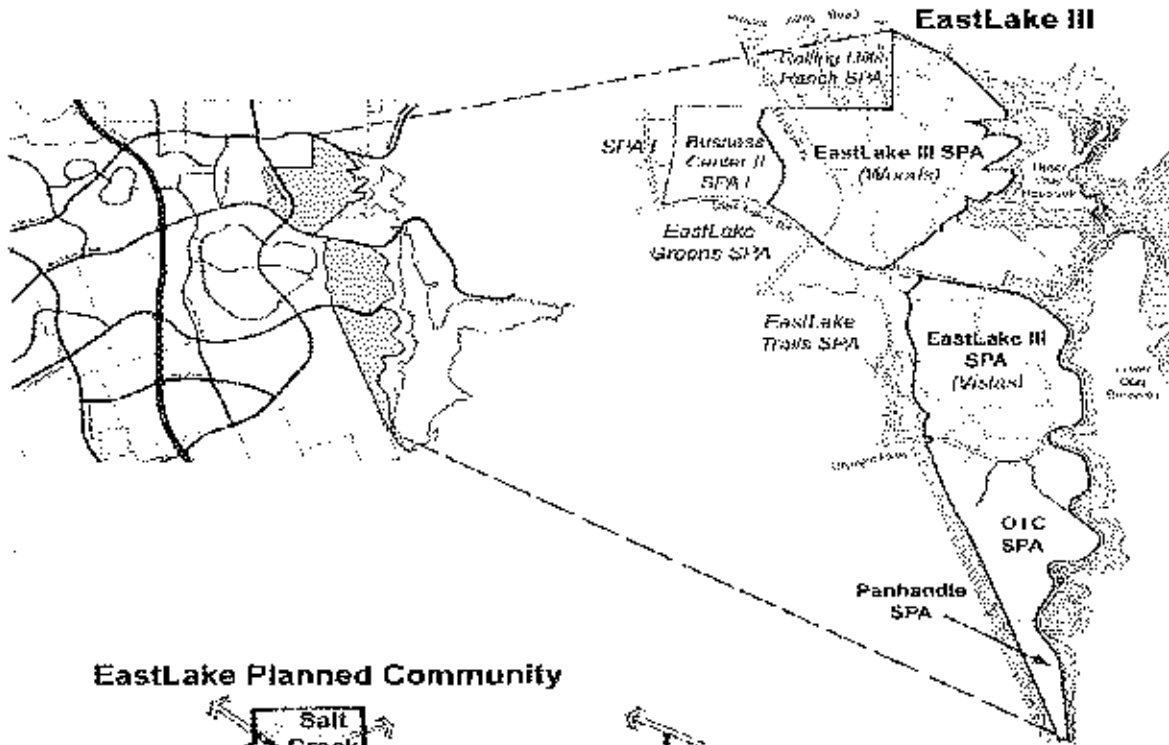 EastLake III
Rolling Hills
Ranch SPA
SPA I
Business
Center II
SPA I
EastLake III SPA
(Woods)
EastLake
Greens SPA
EastLake
Trails SPA
EastLake III
SPA
(Vistas)
OTC
SPA
Panhandle
SPA
EastLake Planned Community
Salt
Creek